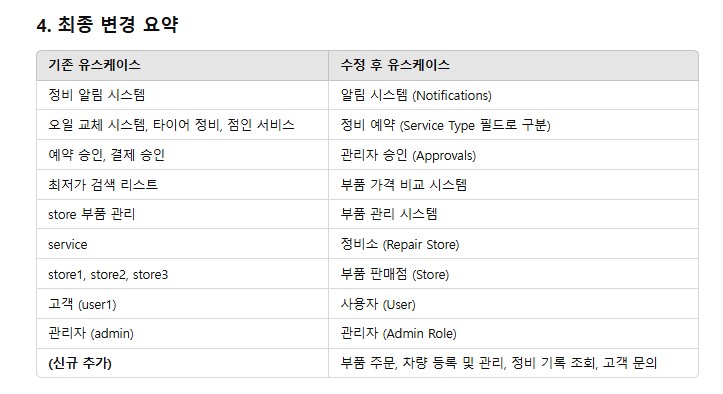 4. 최종 변경 요약
기존 유스케이스 수정 후 유스케이스
정비 알림 시스템 알림 시스템 (Notifications)
오일 교체 시스템, 타이어 정비, 점인 서비스 정비 예약 (Service Type 필드로 구분)
예약 승인, 결제 승인 관리자 승인 (Approvals)
최저가 검색 리스트 부품 가격 비교 시스템
store 부품 관리 부품 관리 시스템
service 정비소 (Repair Store)
store1, store2, store3 부품 판매점 (Store)
고객 (user1) 사용자 (User)
관리자 (admin) 관리자 (Admin Role)
(신규 추가) 부품 주문, 차량 등록 및 관리, 정비 기록 조회, 고객 문의